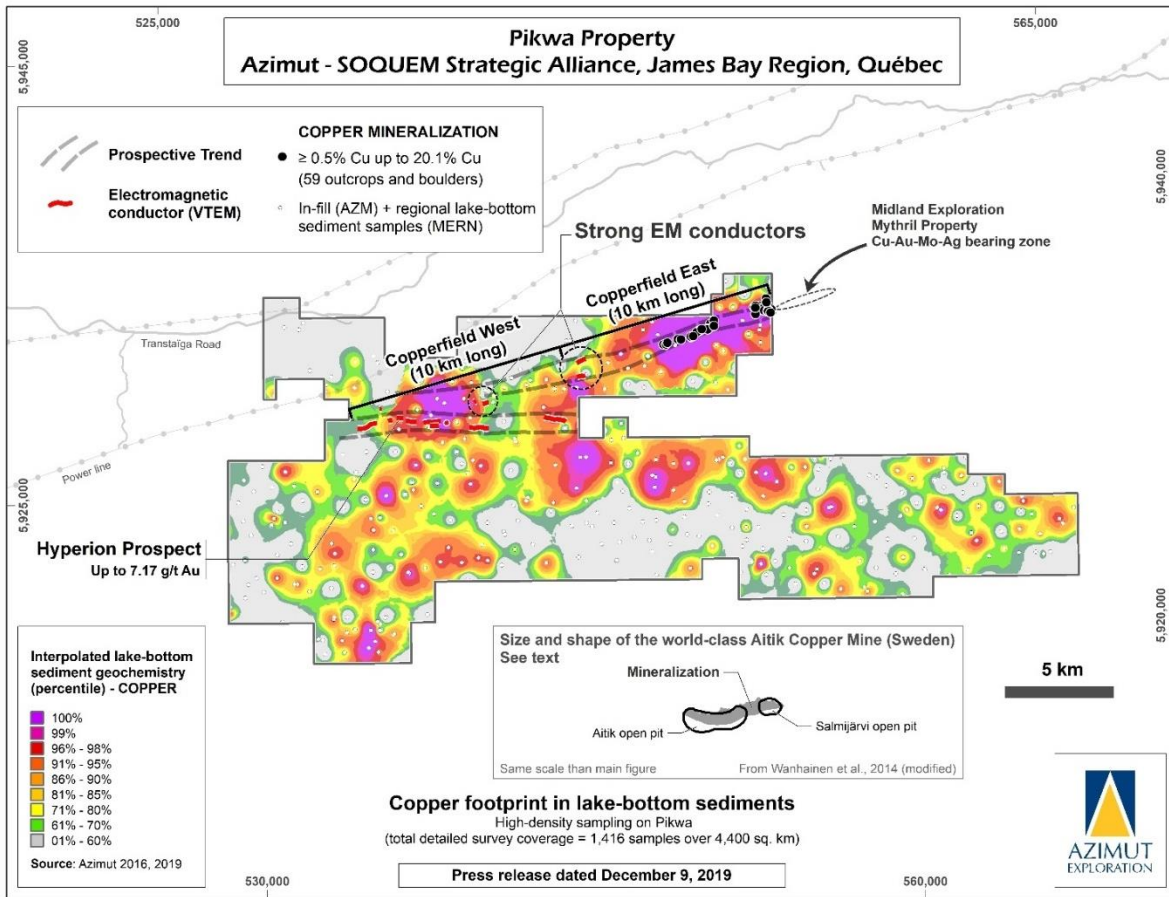 525,000
565,000
5,945,000
5,940,000
Pikwa Property
Azimut - SOQUEM Strategic Alliance, James Bay Region, Québec
COPPER MINERALIZATION
Prospective Trend
≥ 0.5% Cu up to 20.1% Cu
(59 outcrops and boulders)
Electromagnetic
conductor (VTEM)
In-fill (AZM) + regional lake-bottom
sediment samples (MERN)
Midland Exploration
Mythril Property
Cu-Au-Mo-Ag bearing zone
Strong EM conductors
Copperfield East
(10 km long)
Copperfield West
(10 km long)
Transtaïga Road
Power line
5,925,000
Hyperion Prospect
Up to 7.17 g/t Au
5,920,000
Interpolated lake-bottom
sediment geochemistry
(percentile) - COPPER
100%
99%
96% - 98%
91% - 95%
86% - 90%
81% - 85%
71% - 80%
61% - 70%
01% - 60%
Source: Azimut 2016, 2019
Size and shape of the world-class Aitik Copper Mine (Sweden)
See text
Mineralization
Aitik open pit
Salmijärvi open pit
Same scale than main figure
From Wanhainen et al., 2014 (modified)
5 km
Copper footprint in lake-bottom sediments
High-density sampling on Pikwa
(total detailed survey coverage = 1,416 samples over 4,400 sq. km)
Press release dated December 9, 2019
AZIMUT
EXPLORATION
530,000
560,000